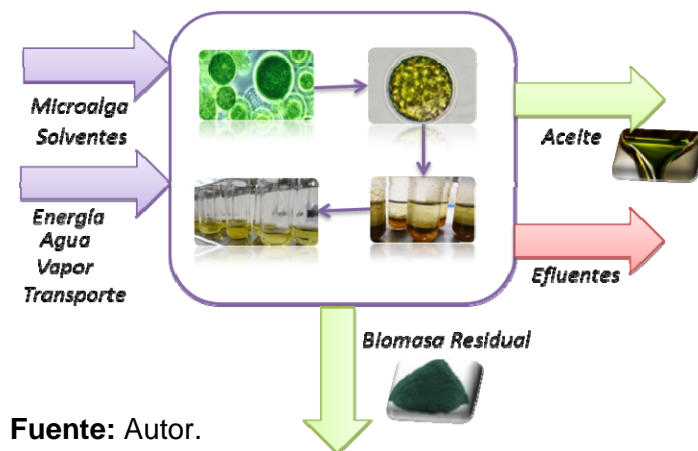 Microalga
Solventes
Aceite
Energía
Agua
Vapor
Transporte
Efluentes
Biomasa Residual
Fuente: Autor.